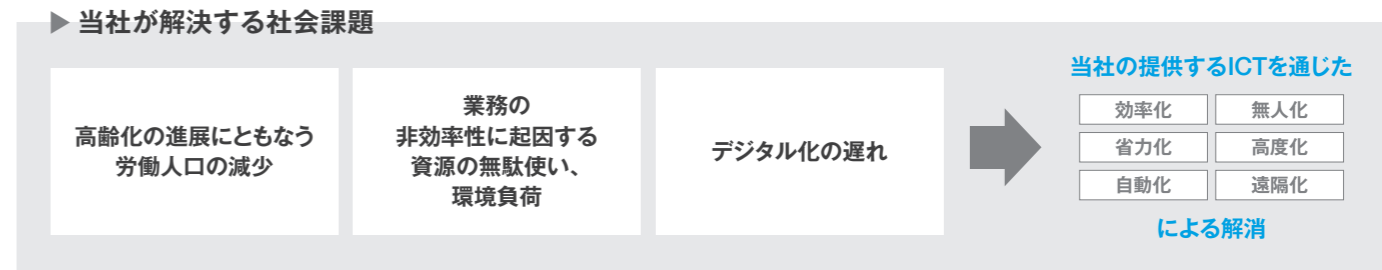 ▶ 当社が解決する社会課題
高齢化の進展にともなう
労働人口の減少
業務の
非効率性に起因する
資源の無駄使い、
環境負荷
デジタル化の遅れ
当社の提供するICTを通じた
効率化
無人化
省力化
高度化
自動化
遠隔化
による解消